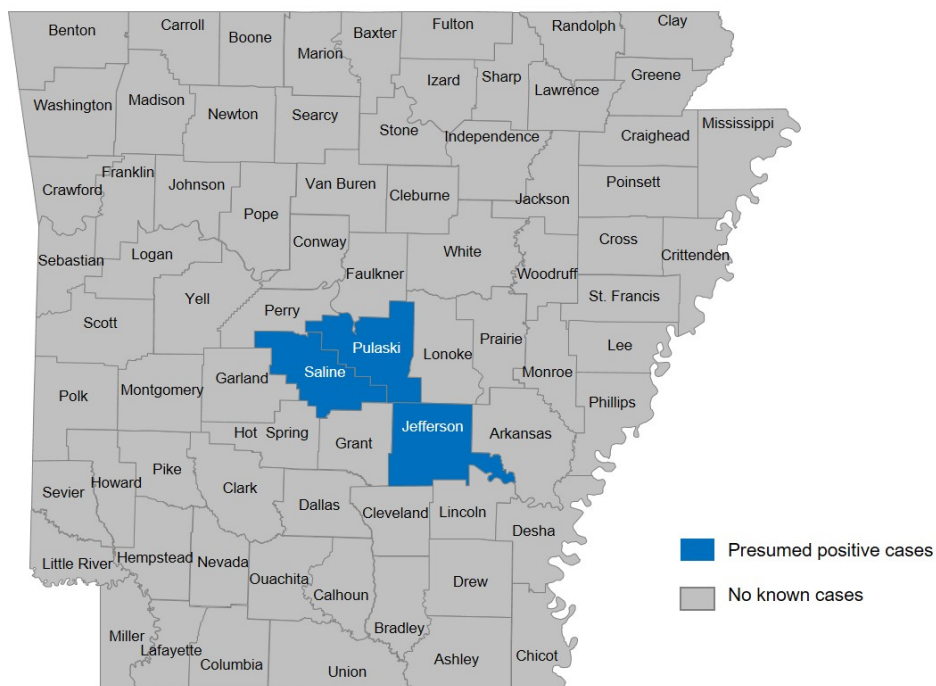 Benton
Carroll
Boone
Marion
Baxter
Fulton
Randolph
Clay
Izard
Sharp
Lawrence
Greene
Washington
Madison
Newton
Searcy
Stone
Independence
Craighead
Mississippi
Crawford
Franklin
Johnson
Pope
Van Buren
Cleburne
Jackson
Poinsett
Sebastian
Logan
Conway
Faulkner
White
Woodruff
Cross
Crittenden
Scott
Yell
Perry
Pulaski
Saline
Lonoke
Prairie
Monroe
St. Francis
Lee
Polk
Montgomery
Garland
Hot Spring
Grant
Jefferson
Arkansas
Phillips
Sevier
Howard
Pike
Clark
Dallas
Cleveland
Lincoln
Desha
Little River
Hempstead
Nevada
Ouachita
Calhoun
Bradley
Drew
Miller
Lafayette
Columbia
Union
Ashley
Chicot
Presumed positive cases
No known cases